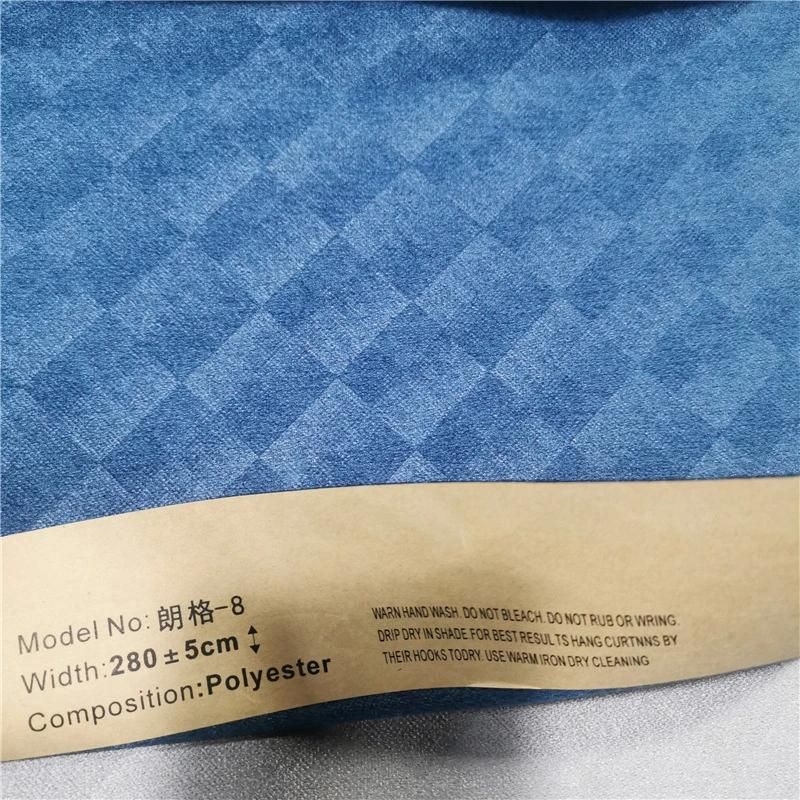 Model No: 朗格-8
Width: 280±5cm
Composition:Polyester
WARN HAND WASH. DO NOT BLEACH. DO NOT RUB OR WRING.
DRIP DRY IN SHADE.FOR BEST RESULTS HANG CURTNNS BY
THEIR HOOKS TODRY. USE WARM IRON DRY CLEANING